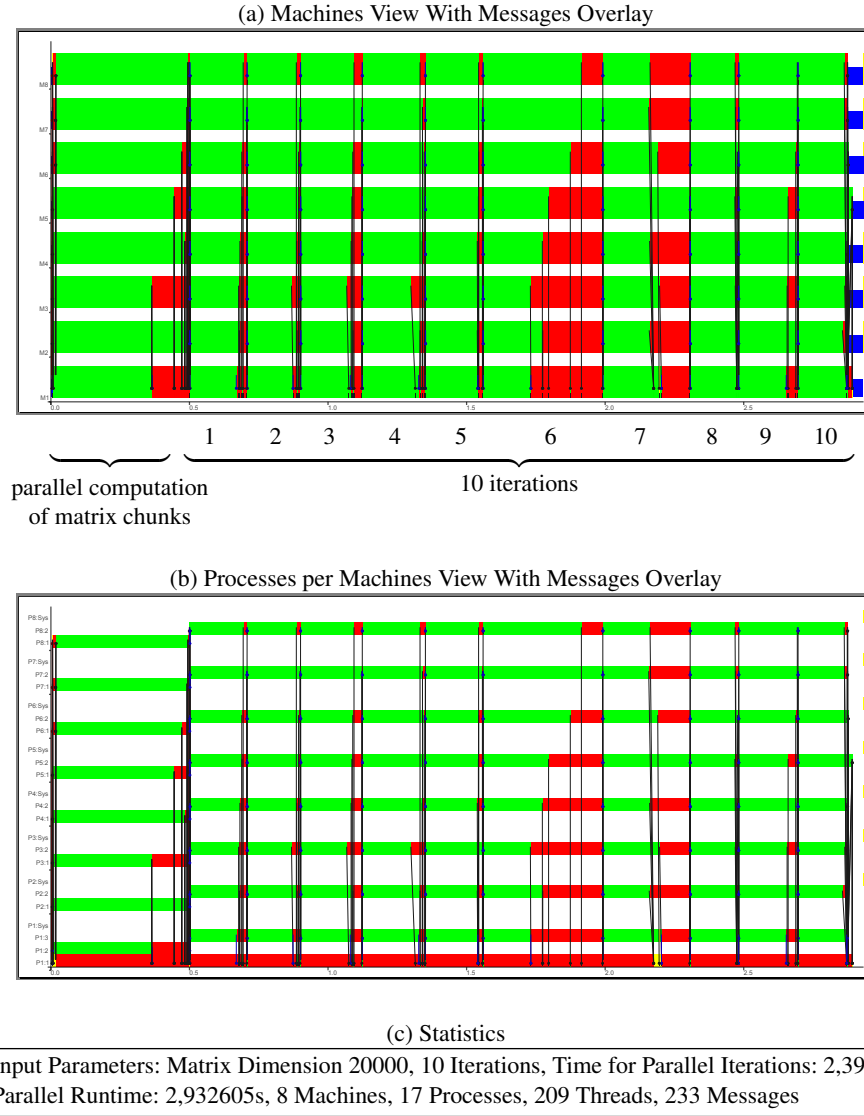 (a) Machines View With Messages Overlay
M8
M7
M6
M5
M4
M3
M2
M1
0.0 0.5 1.0 1.5 2.0 2.5
1 2 3 4 5 6 7 8 9 10
parallel computation
of matrix chunks
10 iterations
(b) Processes per Machines View With Messages Overlay
P8:Sys
P8:2
P8:1
P7:Sys
P7:2
P7:1
P6:Sys
P6:2
P6:1
P5:Sys
P5:2
P5:1
P4:Sys
P4:2
P4:1
P3:Sys
P3:2
P3:1
P2:Sys
P2:2
P2:1
P1:Sys
P1:3
P1:2
P1:1
0.0 0.5 1.0 1.5 2.0 2.5
(c) Statistics
nput Parameters: Matrix Dimension 20000, 10 Iterations, Time for Parallel Iterations: 2,39
Parallel Runtime: 2,932605s, 8 Machines, 17 Processes, 209 Threads, 233 Messages